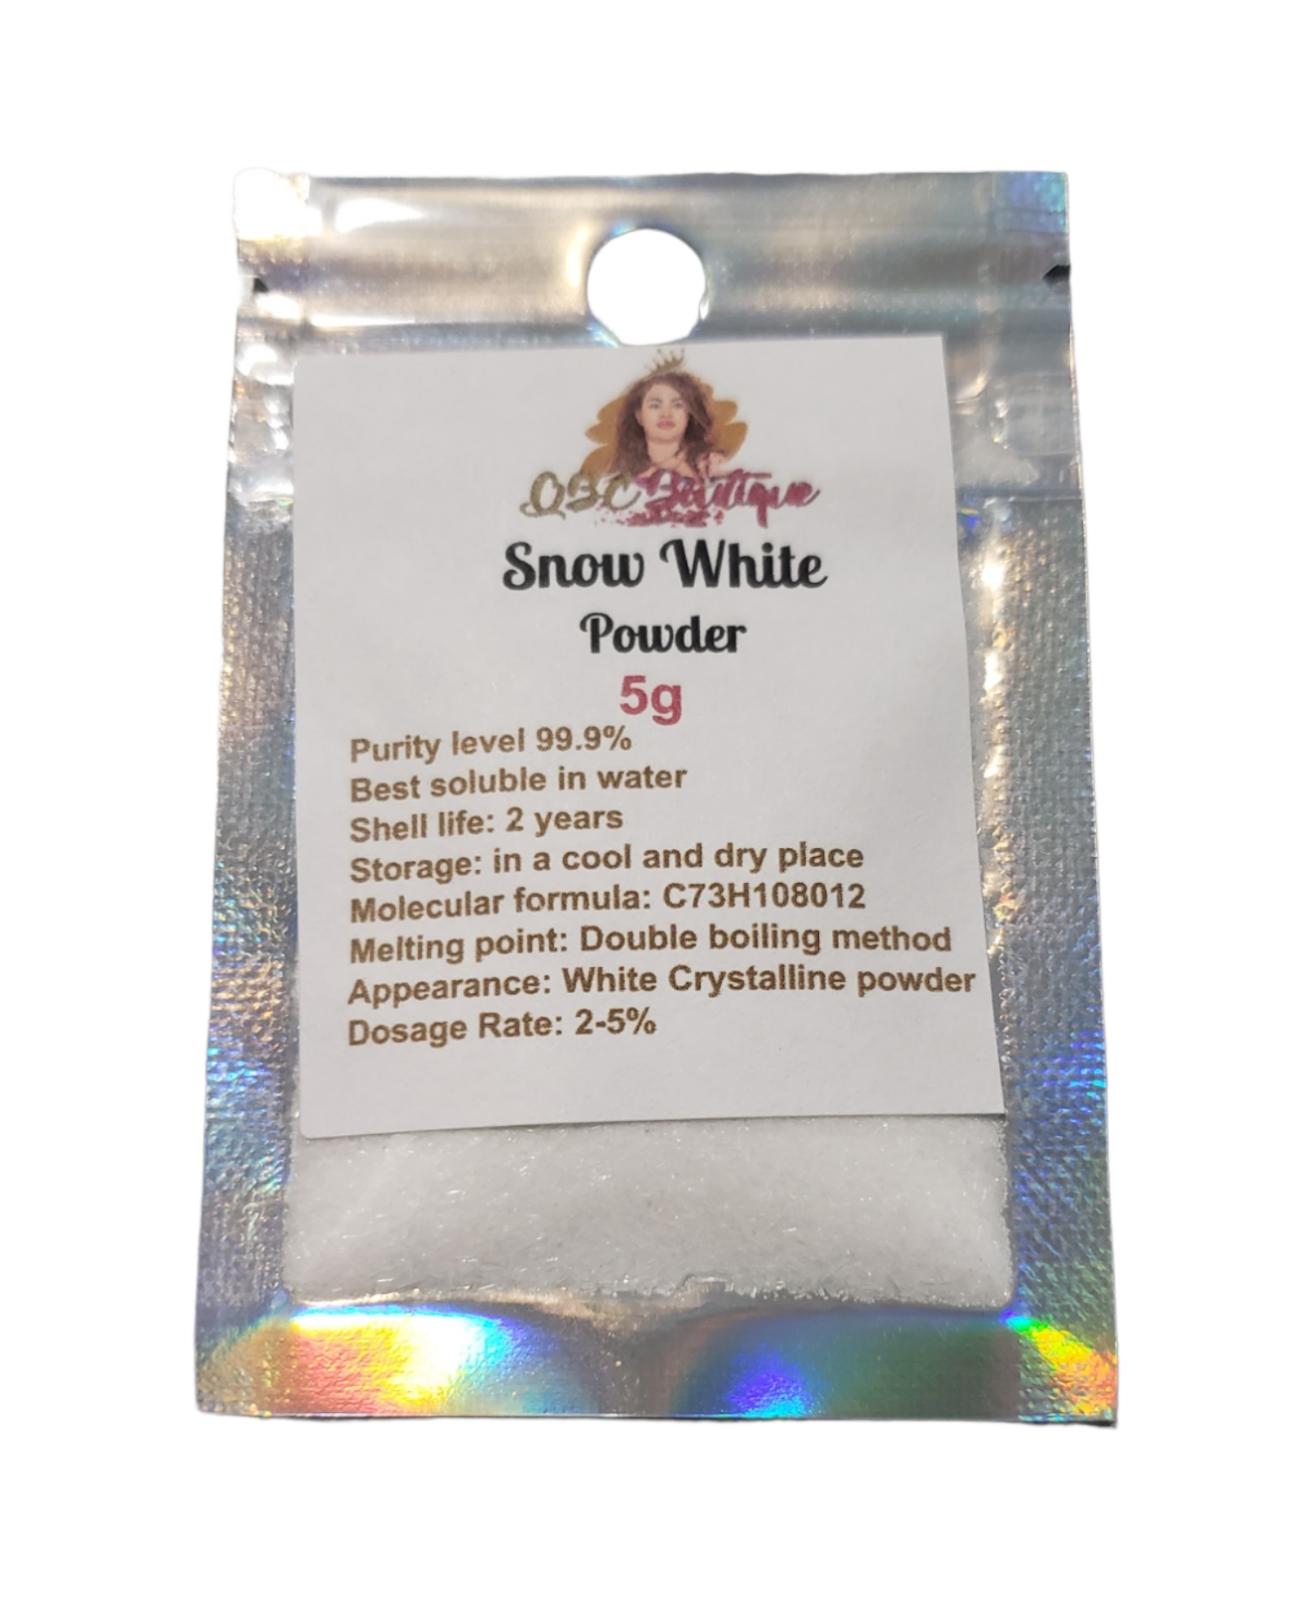 QBC Boutique
Snow White
Powder
5g
Purity level 99.9%
Best soluble in water
Shell life: 2 years
Storage: in a cool and dry place
Molecular formula: C73H108012
Melting point: Double boiling method
Appearance: White Crystalline powder
Dosage Rate: 2-5%